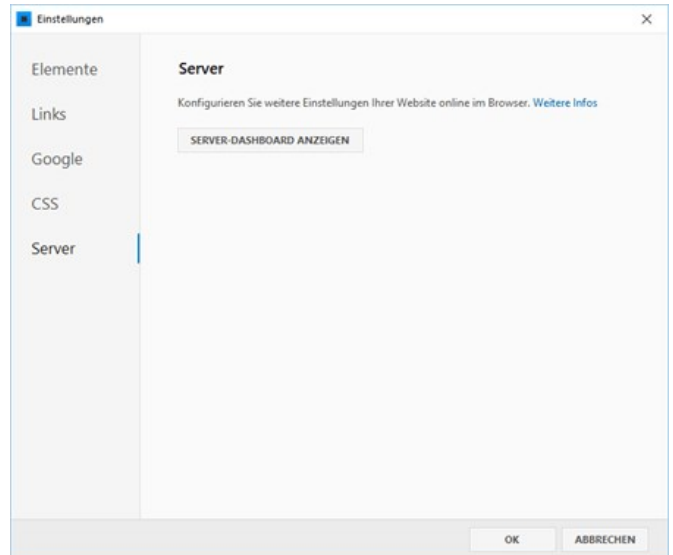 Einstellungen
Elemente
Links
Google
CSS
Server
Server
Konfigurieren Sie weitere Einstellungen Ihrer Website online im Browser. Weitere Infos
SERVER-DASHBOARD ANZEIGEN
OK
ABBRECHEN